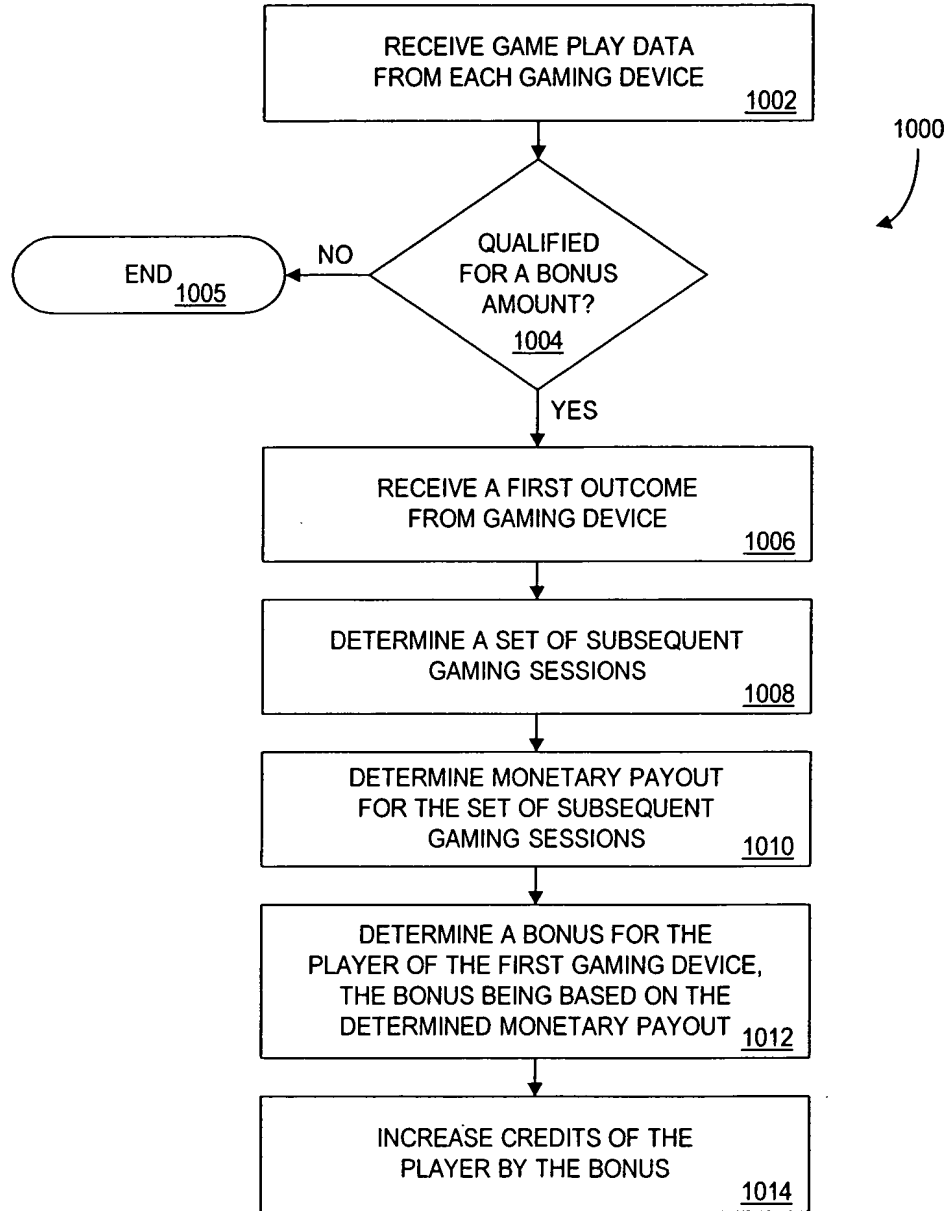 RECEIVE GAME PLAY DATA
FROM EACH GAMING DEVICE
1002
1000
QUALIFIED
FOR A BONUS
AMOUNT?
1004
NO
END
1005
YES
RECEIVE A FIRST OUTCOME
FROM GAMING DEVICE
1006
DETERMINE A SET OF SUBSEQUENT
GAMING SESSIONS
1008
DETERMINE MONETARY PAYOUT
FOR THE SET OF SUBSEQUENT
GAMING SESSIONS
1010
DETERMINE A BONUS FOR THE
PLAYER OF THE FIRST GAMING DEVICE,
THE BONUS BEING BASED ON THE
DETERMINED MONETARY PAYOUT
1012
INCREASE CREDITS OF THE
PLAYER BY THE BONUS
1014